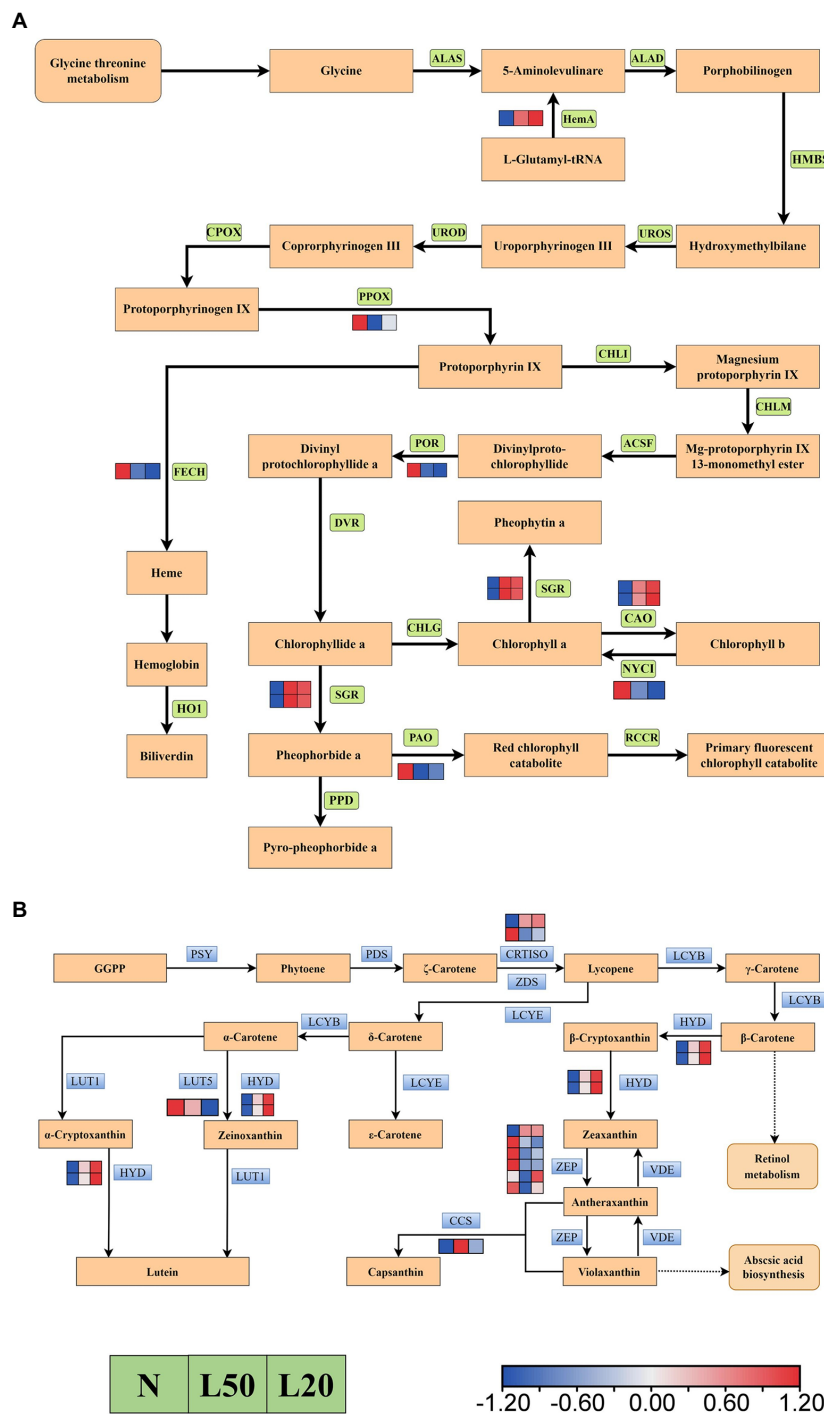 A
Glycine threonine
metabolism
Glycine
ALAS
5-Aminolevulinare
ALAD
Porphobilinogen
HemA
L-Glutamyl-tRNA
HMBS
Coprorphyrinogen III
UROD
Uroporphyrinogen III
UROS
Hydroxymethylbilane
CPOX
Protoporphyrinogen IX
PPOX
Protoporphyrin IX
CHLI
Magnesium
protoporphyrin IX
CHLM
Divinyl
protochlorophyllide a
POR
Divinylproto-
chlorophyllide
ACSF
Mg-protoporphyrin IX
13-monomethyl ester
FECH
DVR
Pheophytin a
Heme
SGR
CAO
Chlorophyllide a
CHLG
Chlorophyll a
Chlorophyll b
Hemoglobin
NYCI
SGR
HO1
Biliverdin
Pheophorbide a
PAO
Red chlorophyll
catabolite
RCCR
Primary fluorescent
chlorophyll catabolite
PPD
Pyro-pheophorbide a
B
GGPP
PSY
Phytoene
PDS
ζ-Carotene
CRTISO
ZDS
Lycopene
LCYB
γ-Carotene
LCYE
LCYB
α-Carotene
LCYB
δ-Carotene
β-Cryptoxanthin
HYD
β-Carotene
LUT1
LUT5
HYD
LCYE
HYD
α-Cryptoxanthin
Zeinoxanthin
ε-Carotene
Zeaxanthin
Retinol
metabolism
HYD
LUT1
ZEP
VDE
Antheraxanthin
CCS
ZEP
VDE
Lutein
Capsanthin
Violaxanthin
Abscsic acid
biosynthesis
N
L50
L20
-1.20
-0.60
0.00
0.60
1.20